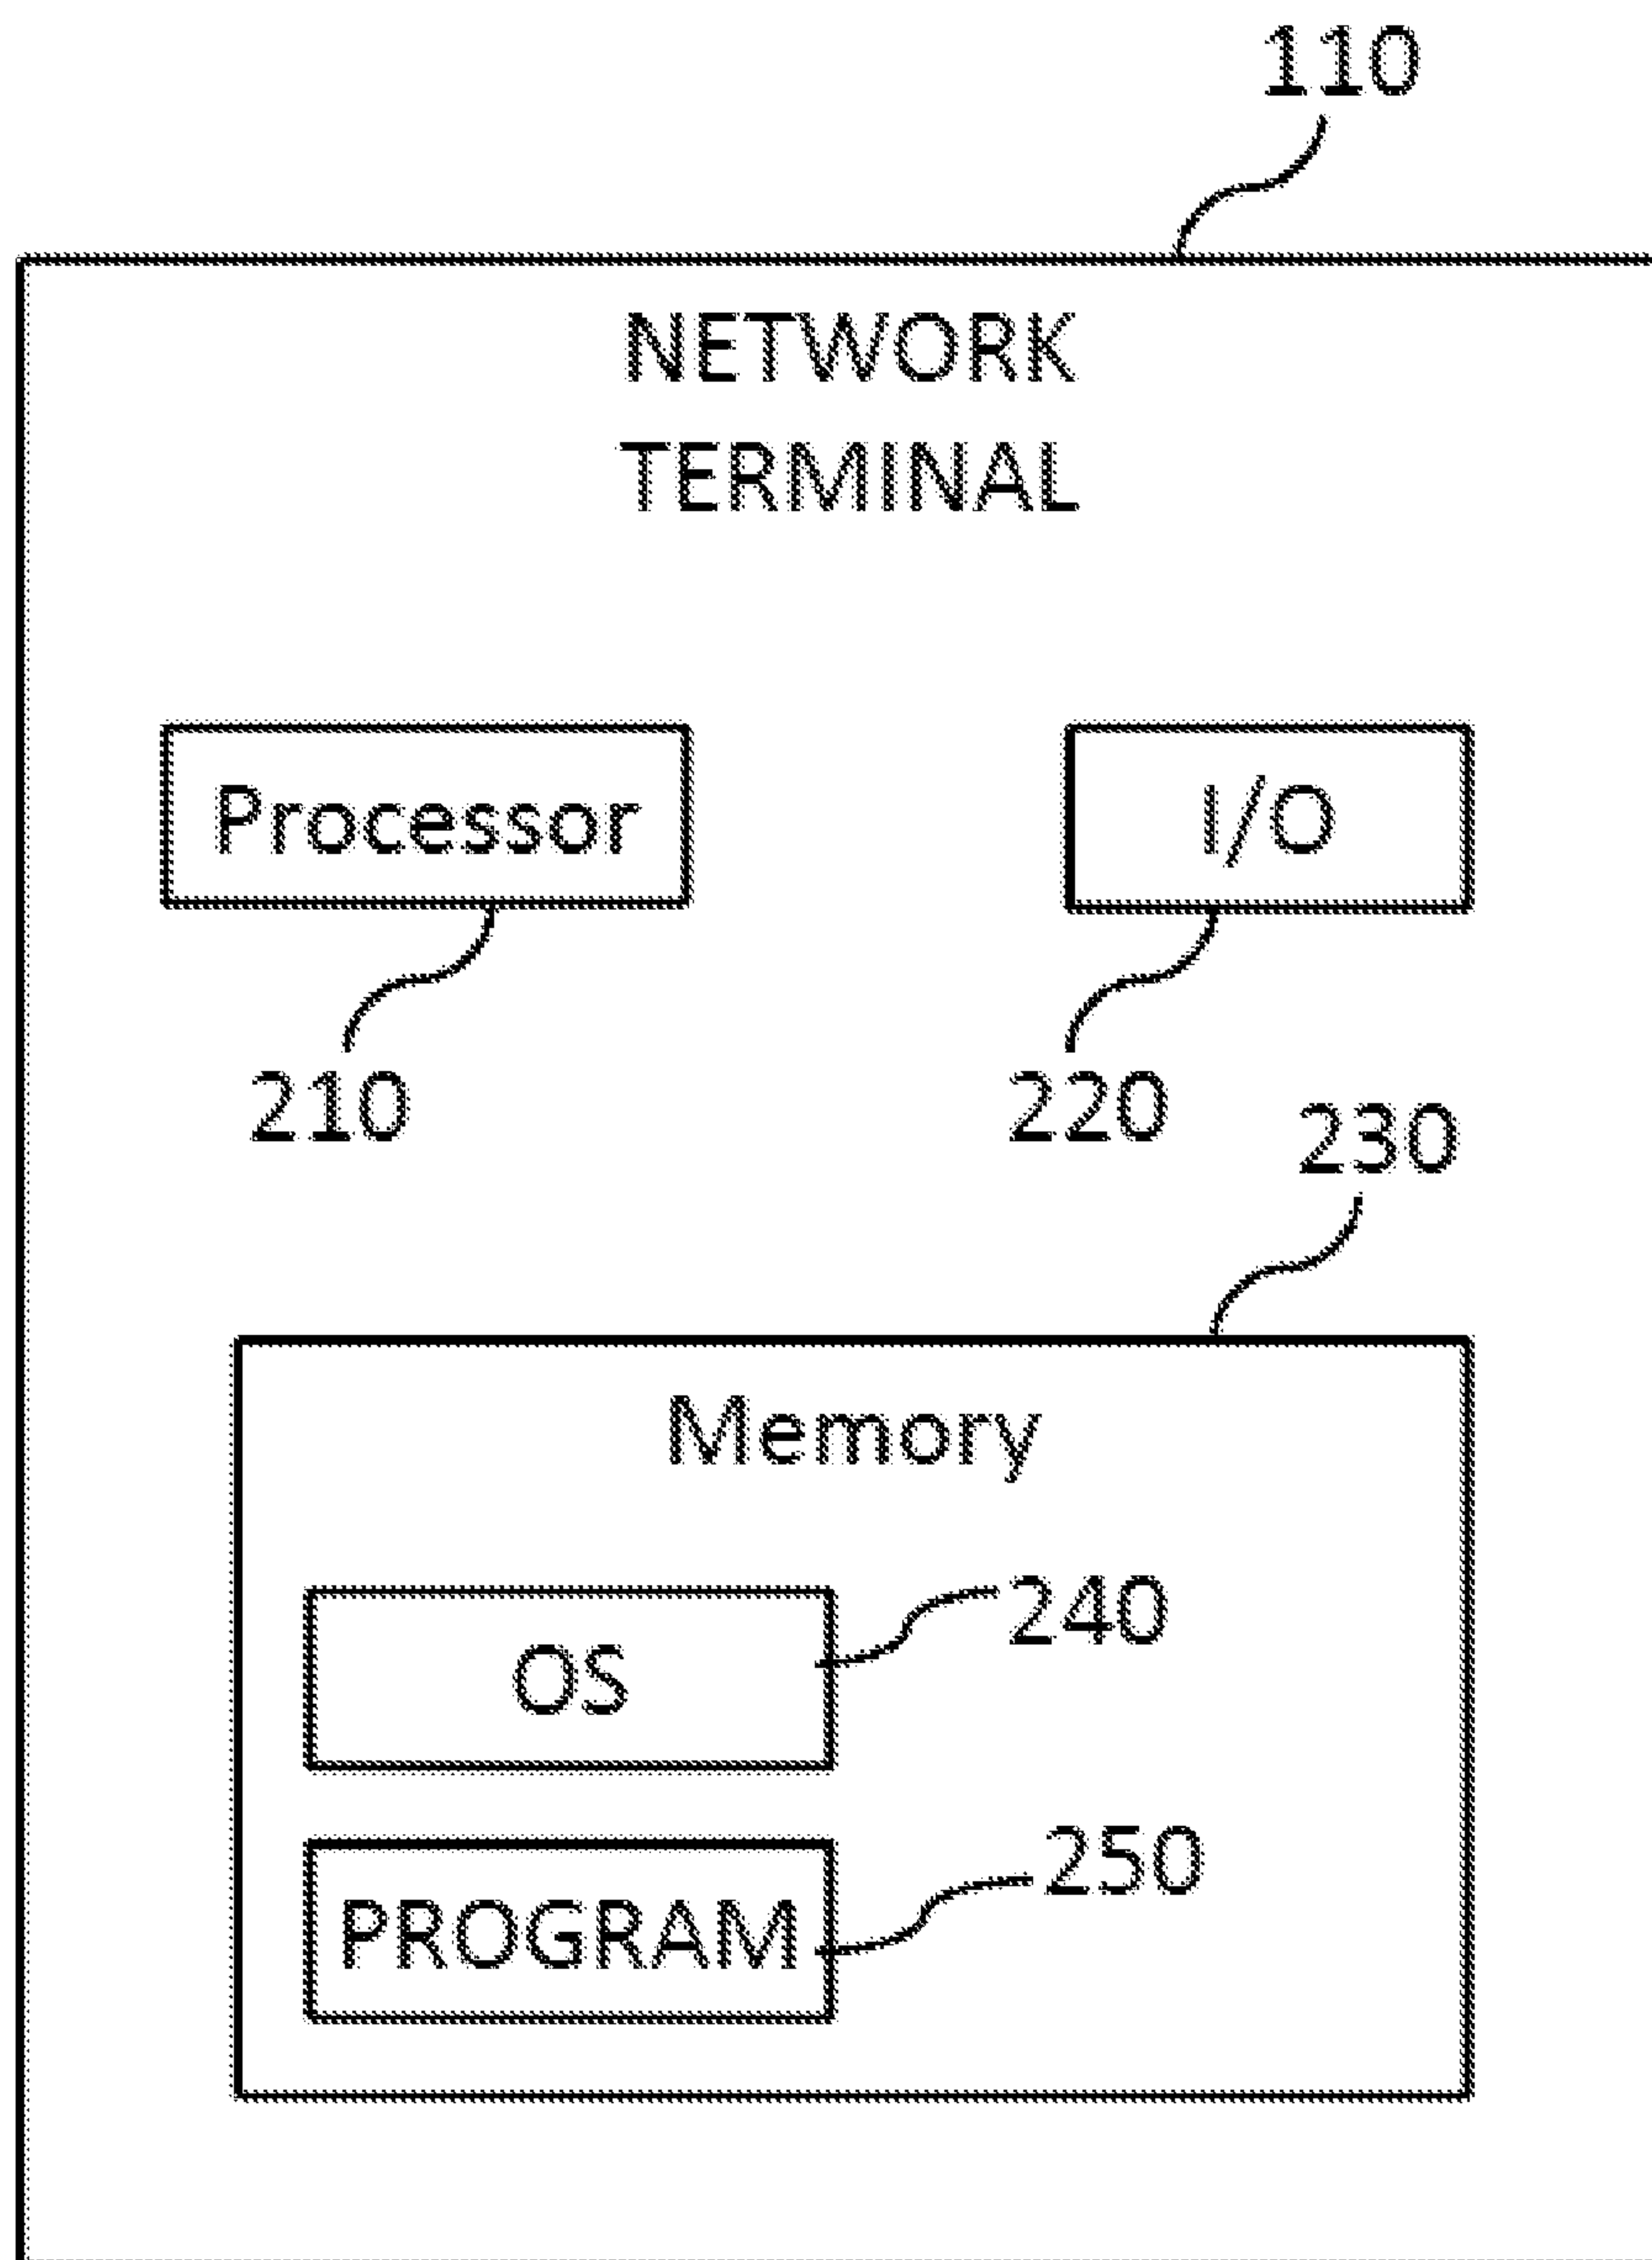 110
NETWORK
TERMINAL
Processor
I/O
210
220
230
Memory
OS
240
PROGRAM
250